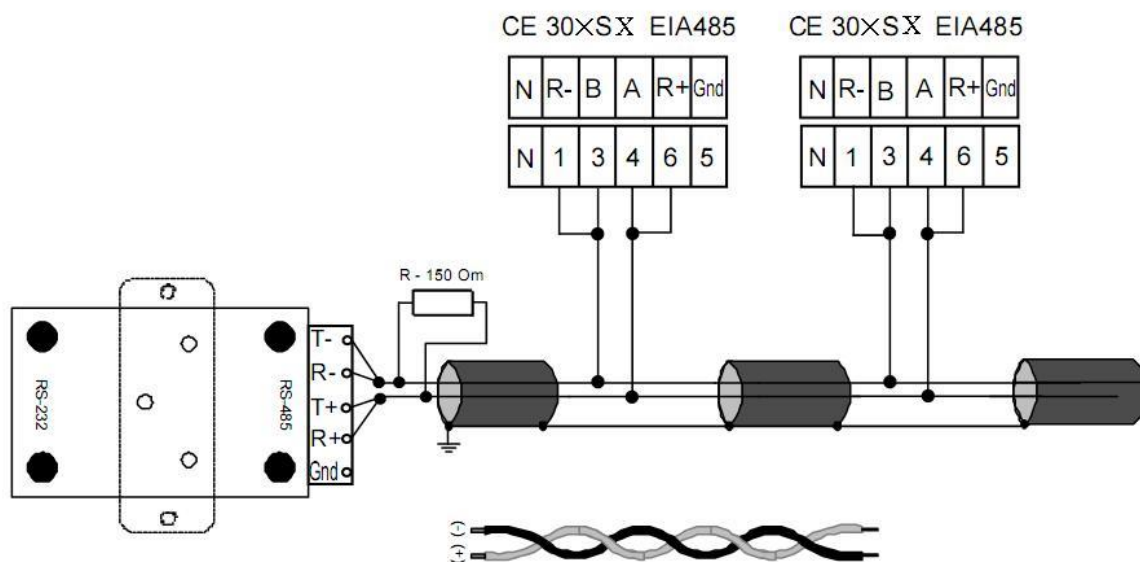 CE 30×SX EIA485
CE 30×SX EIA485
N R- B A R+ Gnd
N R- B A R+ Gnd
N 1 3 4 6 5
N 1 3 4 6 5
R - 150 Om
T-
R-
T+
R+
Gnd
RS-232
RS-485
(-)
(+)